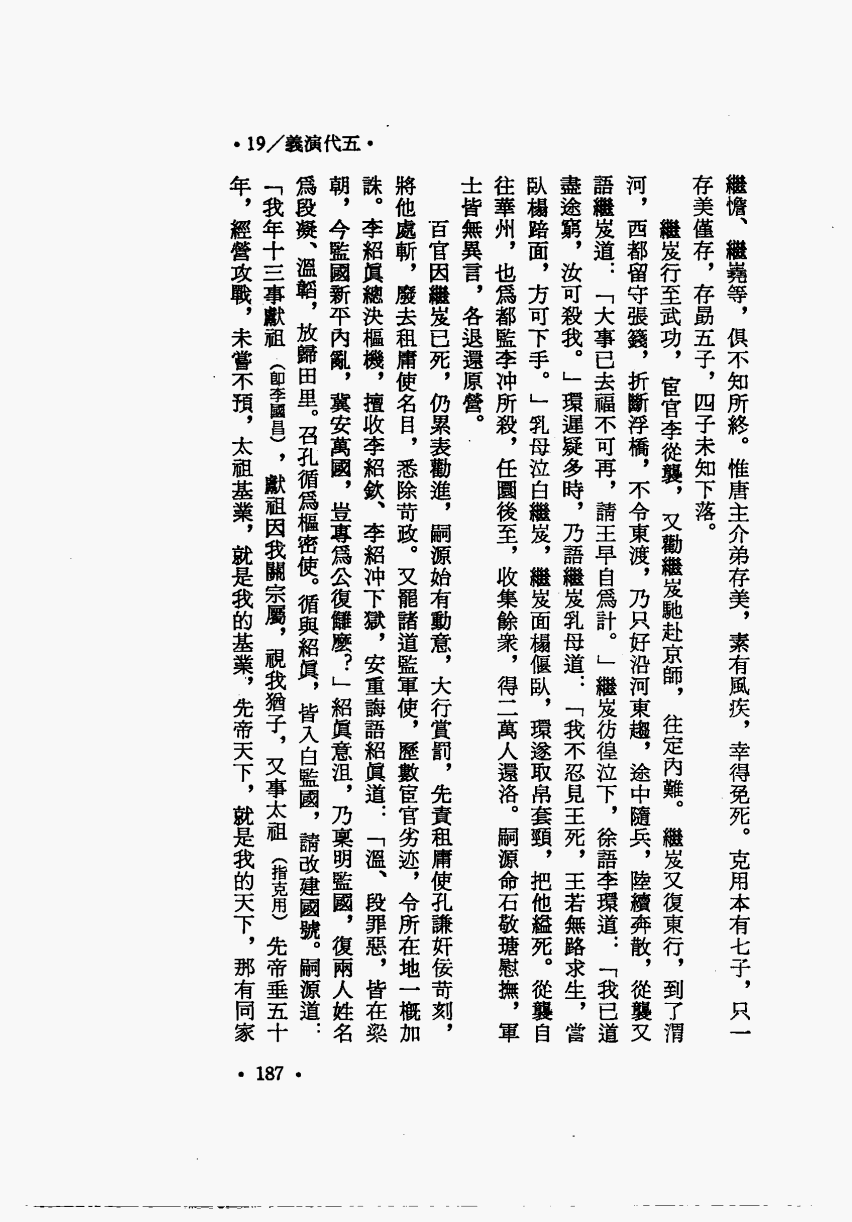 •19/義演代五•
繼憺、繼嶤等，俱不知所終。惟唐主介弟存美，素有風疾，幸得免死。克用本有七子，只一
存美僅存，存勗五子，四子未知下落。
繼岌行至武功，宦官李從襲，又勸繼岌馳赴京師，往定內難。繼岌又復東行，到了渭
河，西都留守張籛，折斷浮橋，不令東渡，乃只好沿河東趨，途中隨兵，陸續奔散，從襲又
語繼岌道：「大事已去福不可再，請王早自爲計。」繼岌彷徨泣下，徐語李環道：「我已道
盡途窮，汝可殺我。」環遲疑多時，乃語繼岌乳母道：「我不忍見王死，王若無路求生，當
臥榻踣面，方可下手。」乳母泣白繼岌，繼岌面榻偃臥，環遂取帛套頸，把他縊死。從襲自
往華州，也爲都監李冲所殺，任圜後至，收集餘衆，得二萬人還洛。嗣源命石敬瑭慰撫，軍
士皆無異言，各退還原營。
百官因繼岌已死，仍累表勸進，嗣源始有動意，大行賞罰，先責租庸使孔謙奸佞苛刻，
將他處斬，廢去租庸使名目，悉除苛政。又罷諸道監軍使，歷數宦官劣迹，令所在地一概加
誅。李紹眞總決樞機，擅收李紹欽、李紹冲下獄，安重誨語紹眞道：「溫、段罪惡，皆在梁
朝，今監國新平內亂，冀安萬國，豈專爲公復讎麼？」紹眞意沮，乃稟明監國，復兩人姓名
爲段凝、溫韜，放歸田里。召孔循爲樞密使。循與紹眞，皆入白監國，請改建國號。嗣源道：
「我年十三事獻祖（卽李國昌），獻祖因我關宗屬，視我猶子，又事太祖（指克用）先帝垂五十
年，經營攻戰，未嘗不預，太祖基業，就是我的基業，先帝天下，就是我的天下，那有同家
•187•